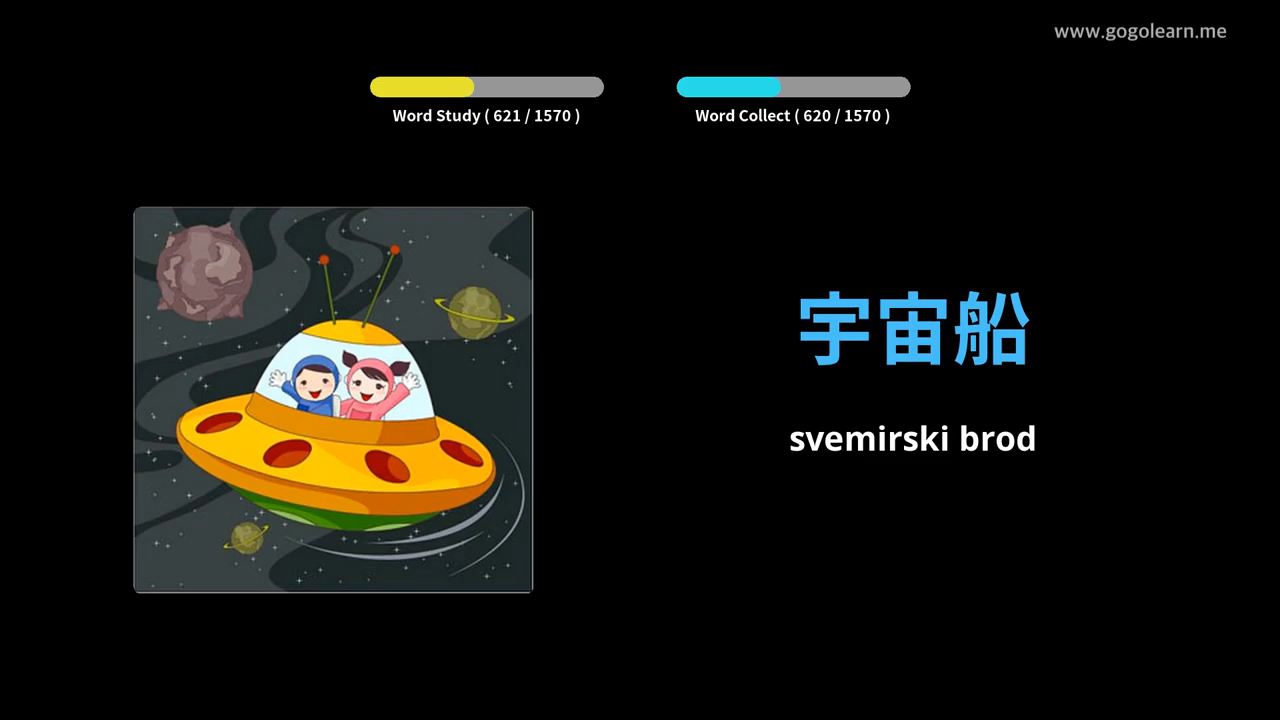 www.gogolearn.me
Word Study ( 621 / 1570 )
Word Collect ( 620 / 1570 )
宇宙船
svemirski brod